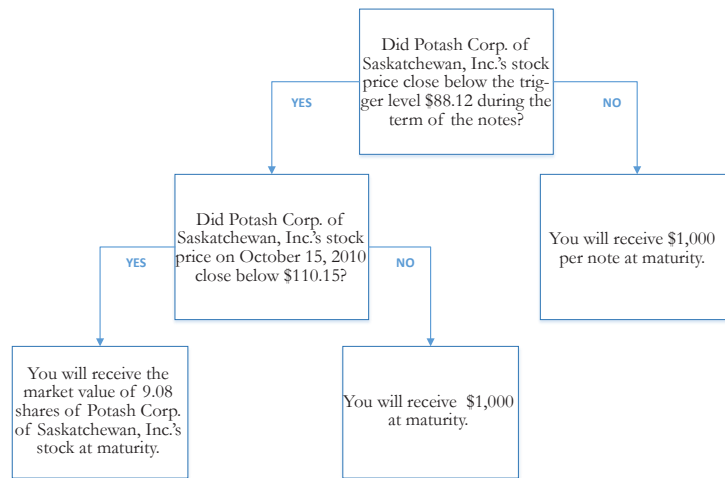 Did Potash Corp. of
Saskatchewan, Inc.'s stock
price close below the trig-
ger level $88.12 during the
term of the notes?
YES
NO
Did Potash Corp. of
Saskatchewan, Inc.'s stock
price on October 15, 2010
close below $110.15?
You will receive $1,000
per note at maturity.
YES
NO
You will receive the
market value of 9.08
shares of Potash Corp.
of Saskatchewan, Inc.'s
stock at maturity.
You will receive $1,000
at maturity.